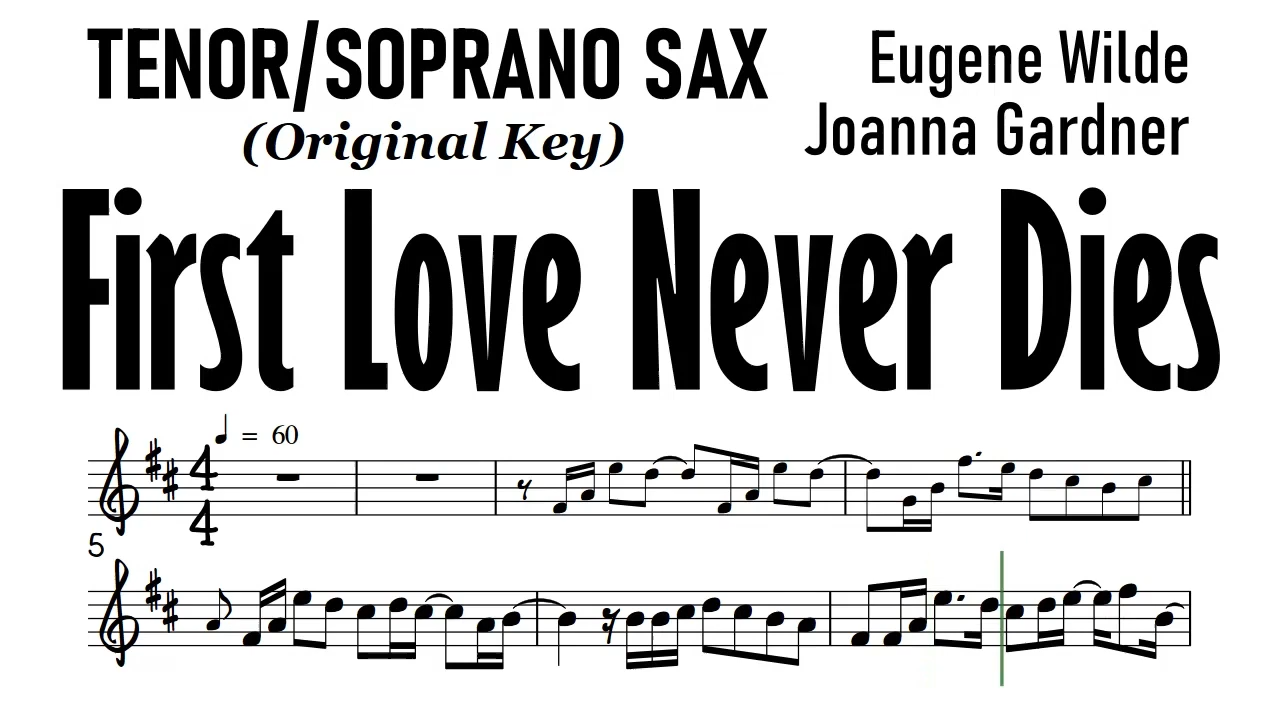 TENOR/SOPRANO SAX
(Original Key)
Eugene Wilde
Joanna Gardner
First Love Never Dies
♩ = 60
4
4
5